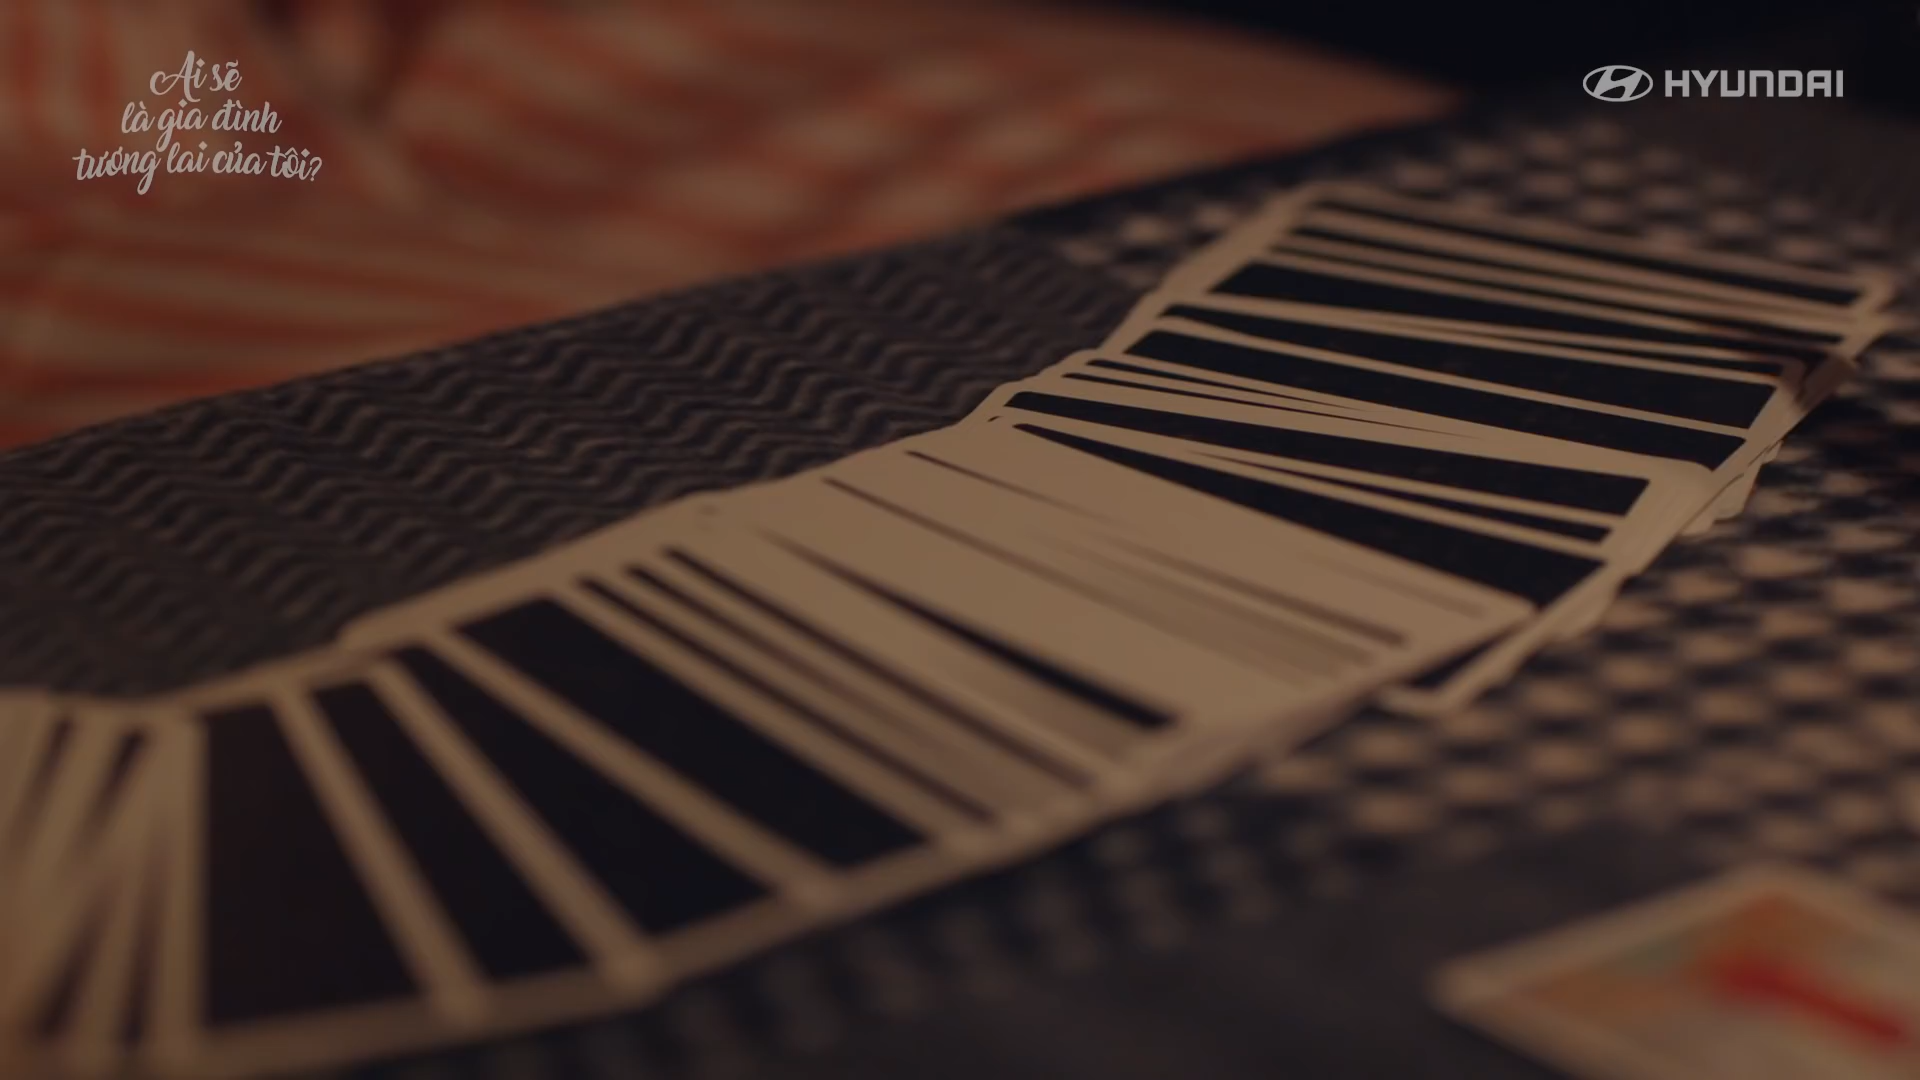 Ai sẽ
là gia đình
tương lai của tôi?
HYUNDAI